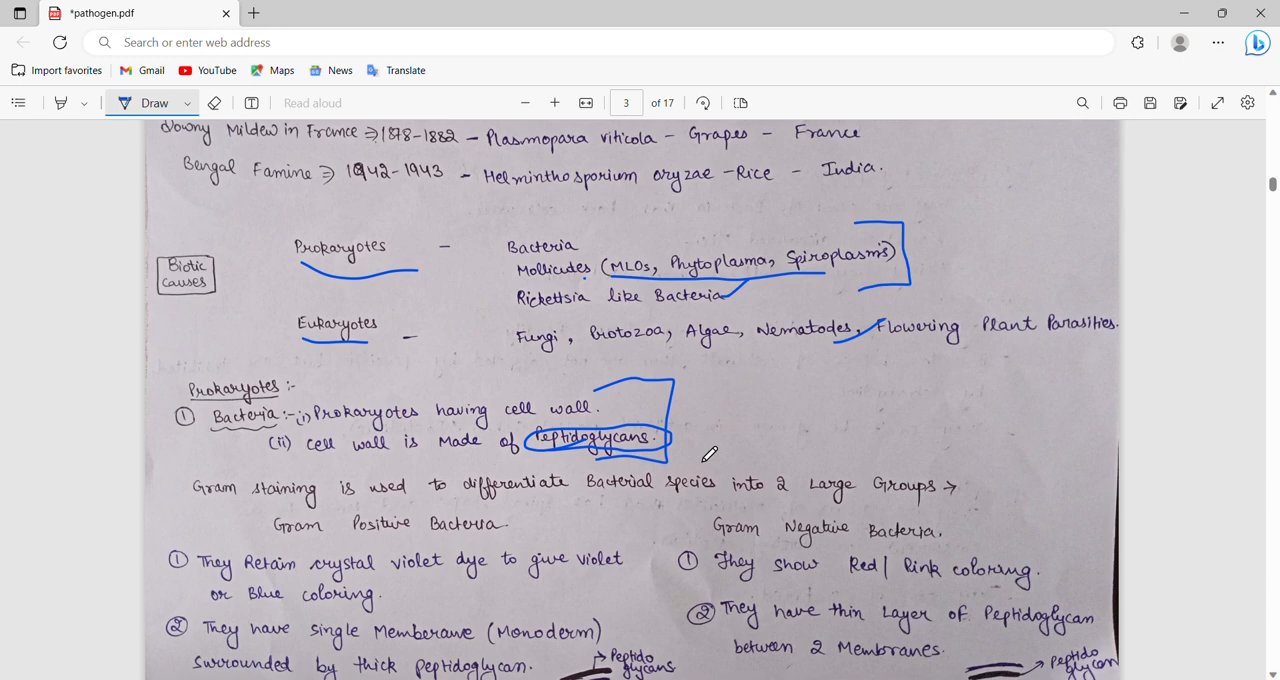 *pathogen.pdf
Search or enter web address
Import favorites Gmail YouTube Maps News Translate
Draw Read aloud 3 of 17
Downy Mildew in France ⇒ 1878-1882 - Plasmopara viticola - Grapes - France
Bengal Famine ⇒ 1942-1943 - Helminthosporium oryzae - Rice - India.
Biotic causes
Prokaryotes - Bacteria
Mollicudes (MLOs, Phytoplasma, Spiroplasms)
Rickettsia like Bacteria
Eukaryotes - Fungi, Protozoa, Algae, Nematodes, Flowering Plant Parasities.
Prokaryotes :-
① Bacteria :- (i) Prokaryotes having cell wall.
(ii) cell wall is Made of Peptidoglycans.
Gram staining is used to differentiate Bacterial species into 2 Large Groups →
Gram Positive Bacteria. Gram Negative Bacteria.
① They Retain crystal violet dye to give violet
or Blue coloring.
② They have single Memberane (Monoderm)
surrounded by thick peptidoglycan. → Peptido glycans
① They show Red/ Pink coloring.
② They have thin Layer of Peptidoglycan
between 2 Membranes. → peptido glycan